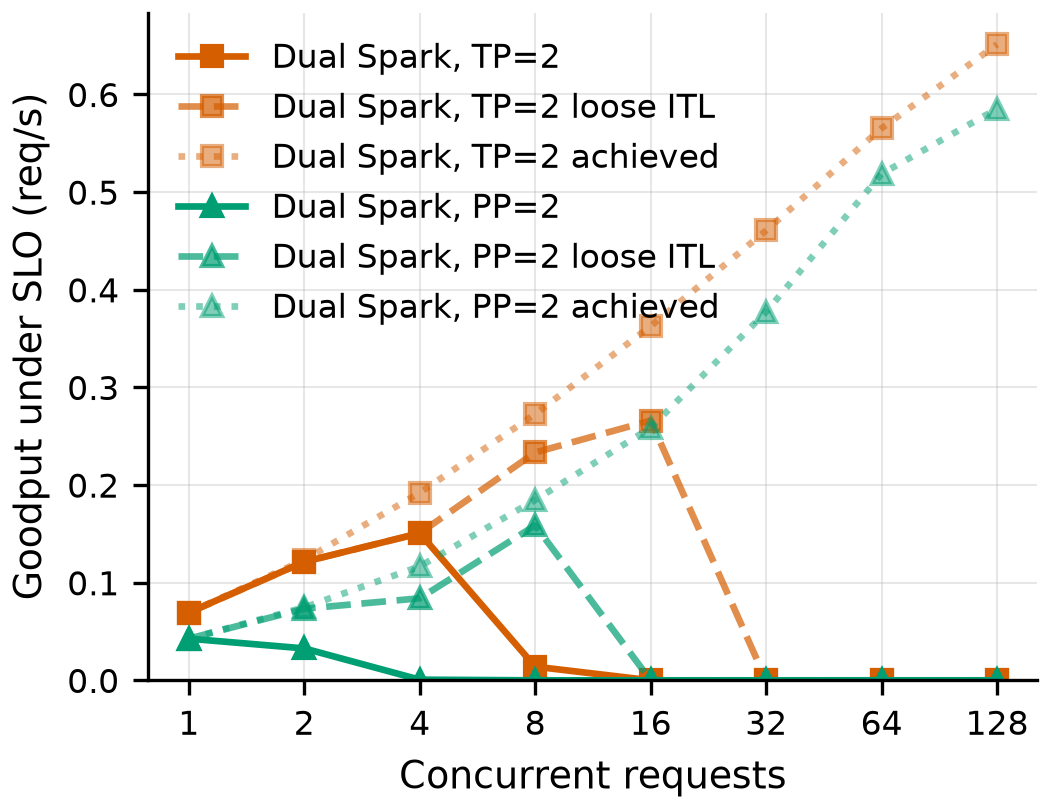 Dual Spark, TP=2
Dual Spark, TP=2 loose ITL
Dual Spark, TP=2 achieved
Dual Spark, PP=2
Dual Spark, PP=2 loose ITL
Dual Spark, PP=2 achieved
Goodput under SLO (req/s)
0.6
0.5
0.4
0.3
0.2
0.1
0.0
1 2 4 8 16 32 64 128
Concurrent requests